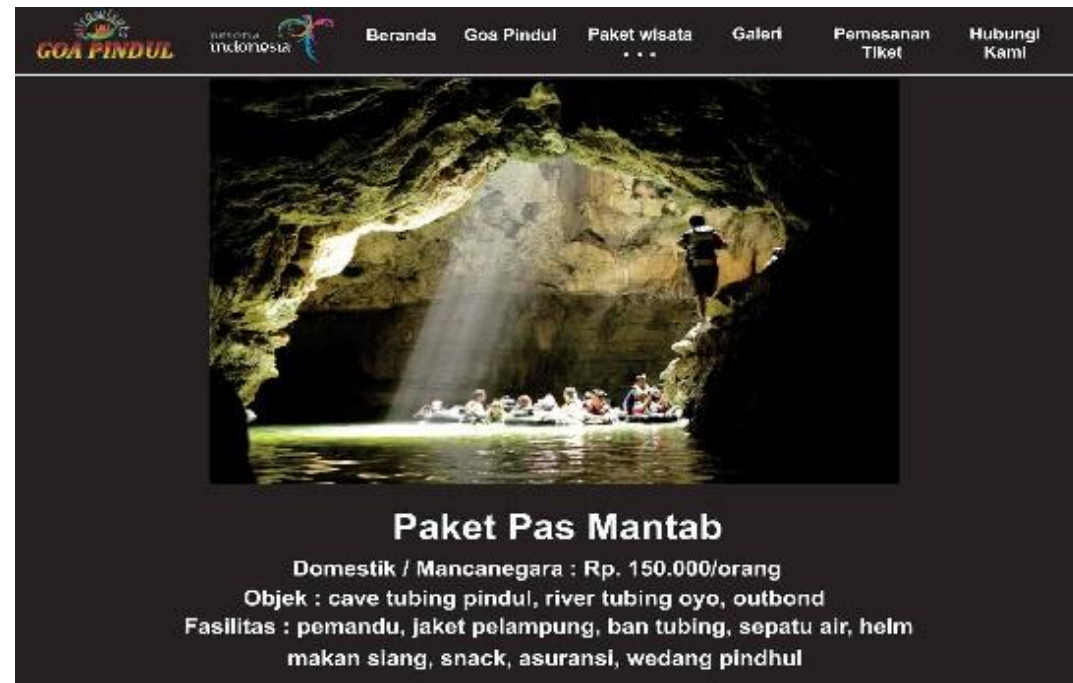 GOA PINDUL
pesona
indonesia
Beranda
Goa Pindul
Paket wisata
Galeri
Pemesanan
Tiket
Hubungi
Kami
Paket Pas Mantab
Domestik / Mancanegara : Rp. 150.000/orang
Objek : cave tubing pindul, river tubing oyo, outbond
Fasilitas : pemandu, jaket pelampung, ban tubing, sepatu air, helm
makan siang, snack, asuransi, wedang pindhul